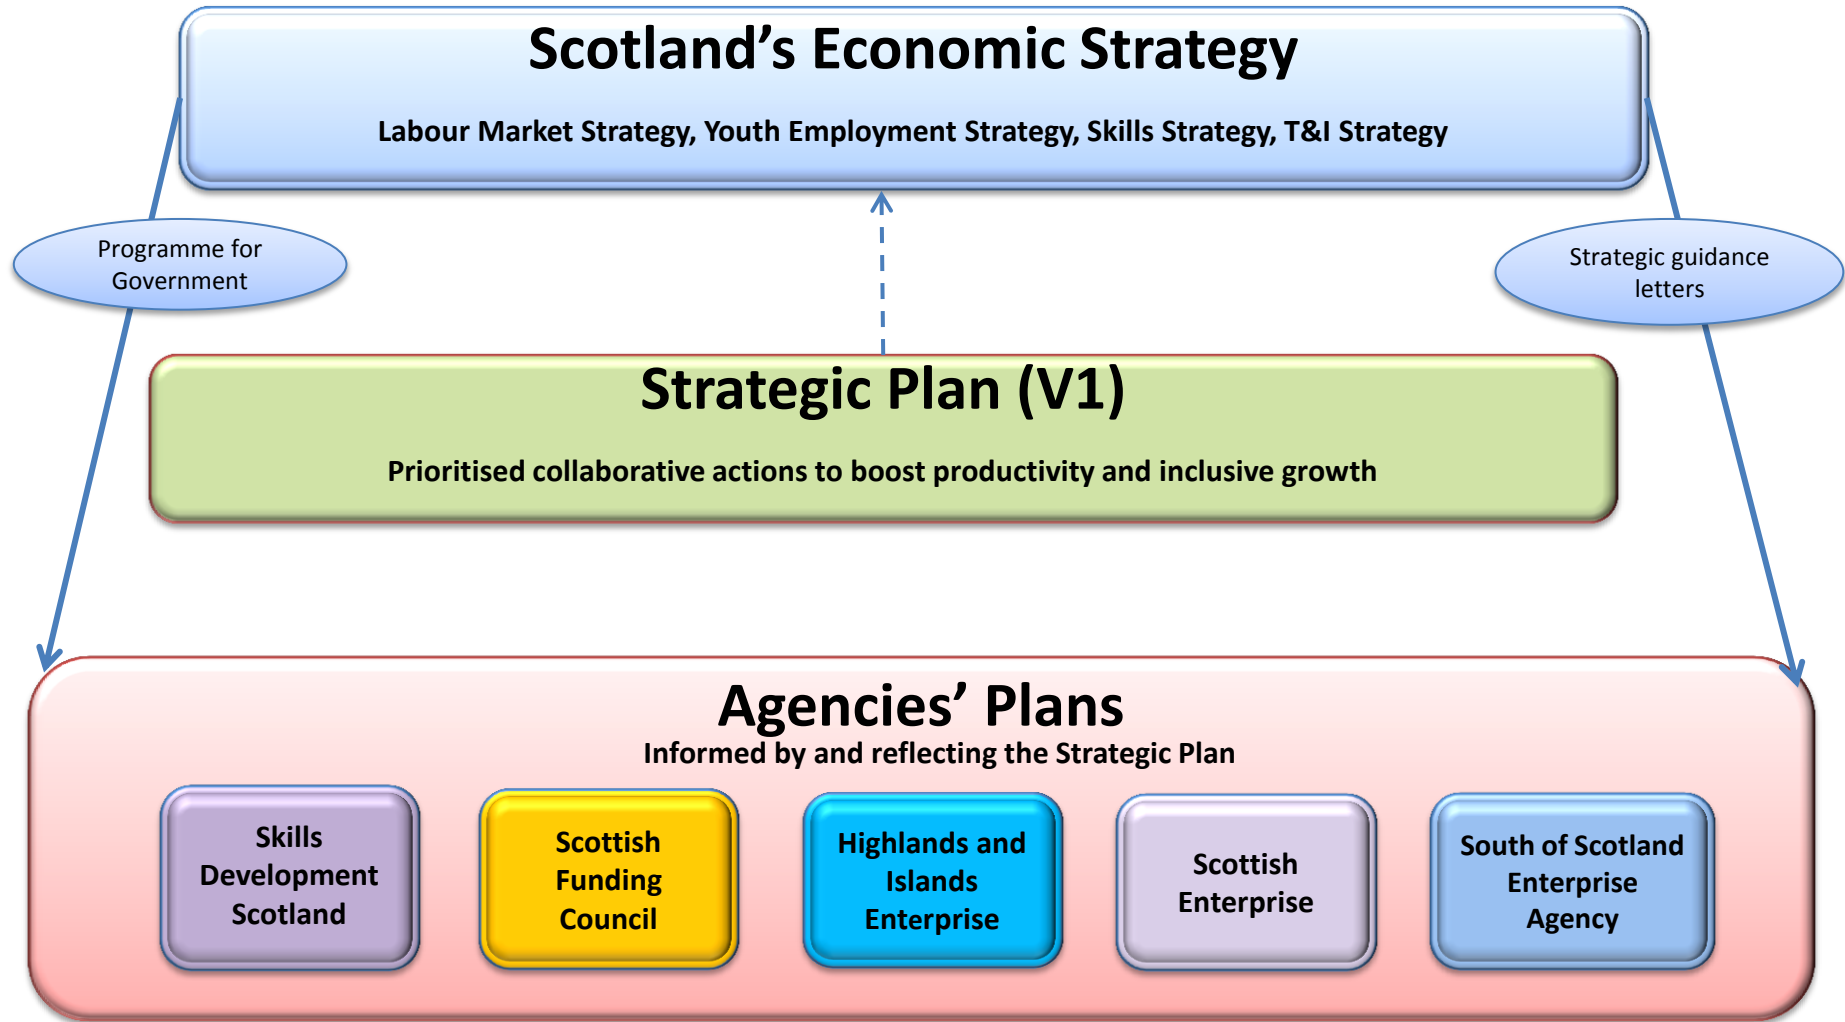 Scotland’s Economic Strategy
Labour Market Strategy, Youth Employment Strategy, Skills Strategy, T&I Strategy
Programme for
Government
Strategic guidance
letters
Strategic Plan (V1)
Prioritised collaborative actions to boost productivity and inclusive growth
Agencies’ Plans
Informed by and reflecting the Strategic Plan
Skills
Development
Scotland
Scottish
Funding
Council
Highlands and
Islands
Enterprise
Scottish
Enterprise
South of Scotland
Enterprise
Agency